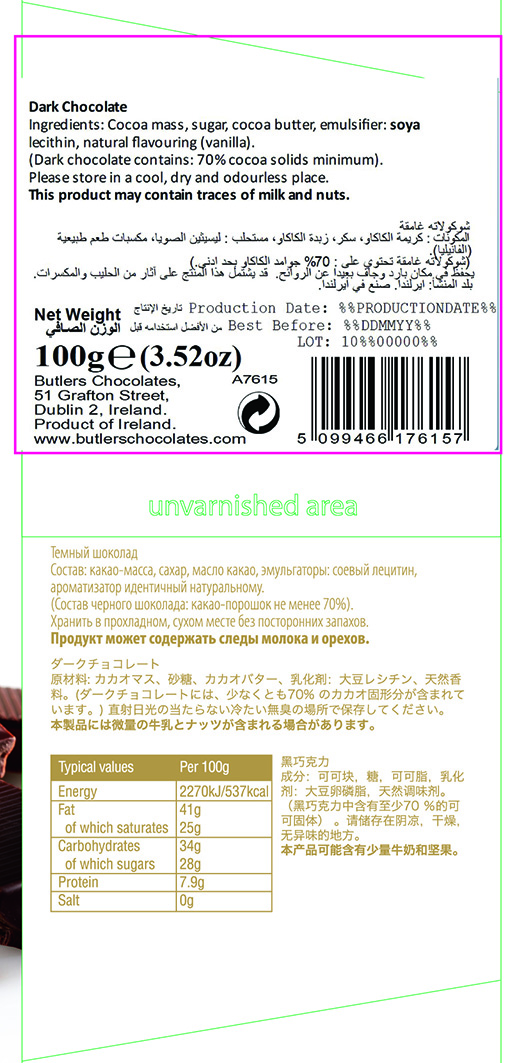 Dark Chocolate
Ingredients: Cocoa mass, sugar, cocoa butter, emulsifier: soya
lecithin, natural flavouring (vanilla).
(Dark chocolate contains: 70% cocoa solids minimum).
Please store in a cool, dry and odourless place.
This product may contain traces of milk and nuts.
شوكولاته غامقة
المكونات : كريمة الكاكاو، سكر، زبدة الكاكاو، مستحلب : ليسيثين الصويا، مكسبات طعم طبيعية
(الفانيليا).
(شوكولاته غامقة تحتوي على : 70% جوامد الكاكاو بحد ادنى.)
يحفظ في مكان بارد وجاف بعيدا عن الروائح. قد يشتمل هذا المنتج على آثار من الحليب والمكسرات.
بلد المنشأ: ايرلندا. صنع في ايرلندا.
تاريخ الإنتاج Production Date: %%PRODUCTIONDATE%%
Net Weight
الوزن الصافي
من الأفضل استخدامه قبل Best Before: %%DDMMYY%%
LOT: 10%%00000%%
100g℮(3.52oz)
Butlers Chocolates,
51 Grafton Street,
Dublin 2, Ireland.
Product of Ireland.
www.butlerschocolates.com
A7615
5 099466 176157
unvarnished area
Темный шоколад
Состав: какао-масса, сахар, масло какао, эмульгаторы: соевый лецитин,
ароматизатор идентичный натуральному.
(Состав черного шоколада: какао-порошок не менее 70%).
Хранить в прохладном, сухом месте без посторонних запахов.
Продукт может содержать следы молока и орехов.
ダークチョコレート
原材料: カカオマス、砂糖、カカオバター、乳化剤：大豆レシチン、天然香
料。(ダークチョコレートには、少なくとも70% のカカオ固形分が含まれて
います。) 直射日光の当たらない冷たい無臭の場所で保存してください。
本製品には微量の牛乳とナッツが含まれる場合があります。
Typical values Per 100g
Energy 2270kJ/537kcal
Fat 41g
of which saturates 25g
Carbohydrates 34g
of which sugars 28g
Protein 7.9g
Salt 0g
黑巧克力
成分：可可块，糖，可可脂，乳化
剂：大豆卵磷脂，天然调味剂。
（黑巧克力中含有至少70 %的可
可固体） 。请储存在阴凉，干燥，
无异味的地方。
本产品可能含有少量牛奶和坚果。